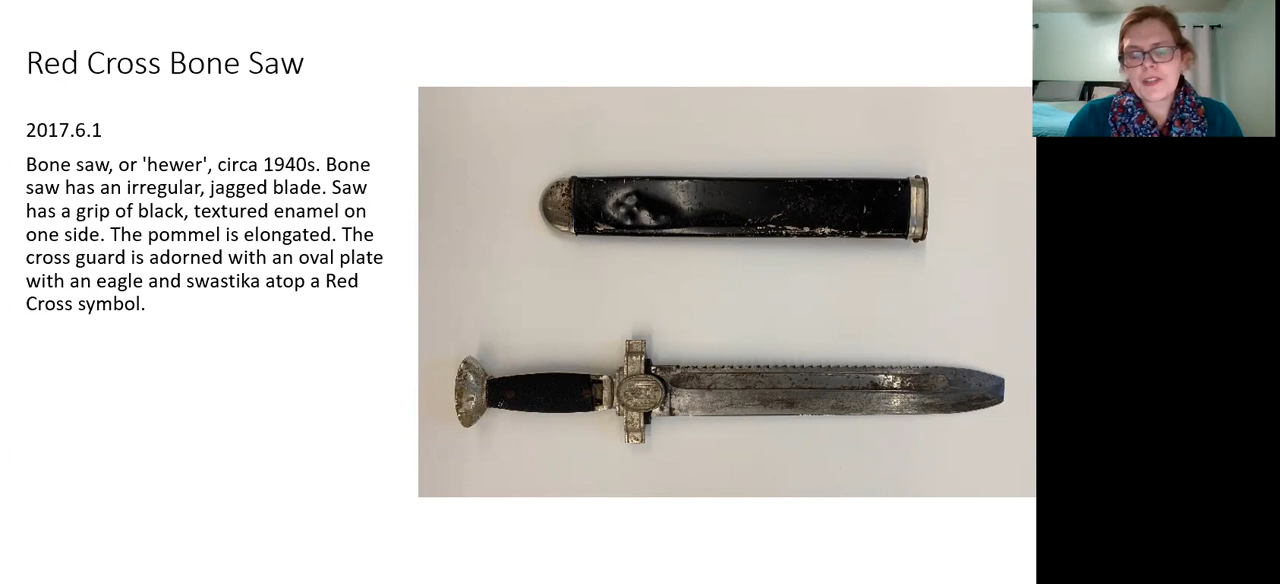 Red Cross Bone Saw
2017.6.1
Bone saw, or 'hewer', circa 1940s. Bone
saw has an irregular, jagged blade. Saw
has a grip of black, textured enamel on
one side. The pommel is elongated. The
cross guard is adorned with an oval plate
with an eagle and swastika atop a Red
Cross symbol.